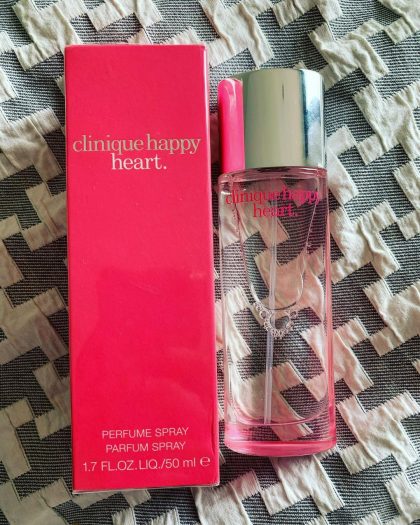 clinique happy
heart.
PERFUME SPRAY
PARFUM SPRAY
1.7 FL.OZ.LIQ./50 ml ℮
clinique happy
heart.